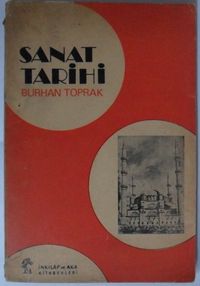 SANAT
TARİHİ
BURHAN TOPRAK
İNKILÂP ve AKA
KİTABEVLERİ